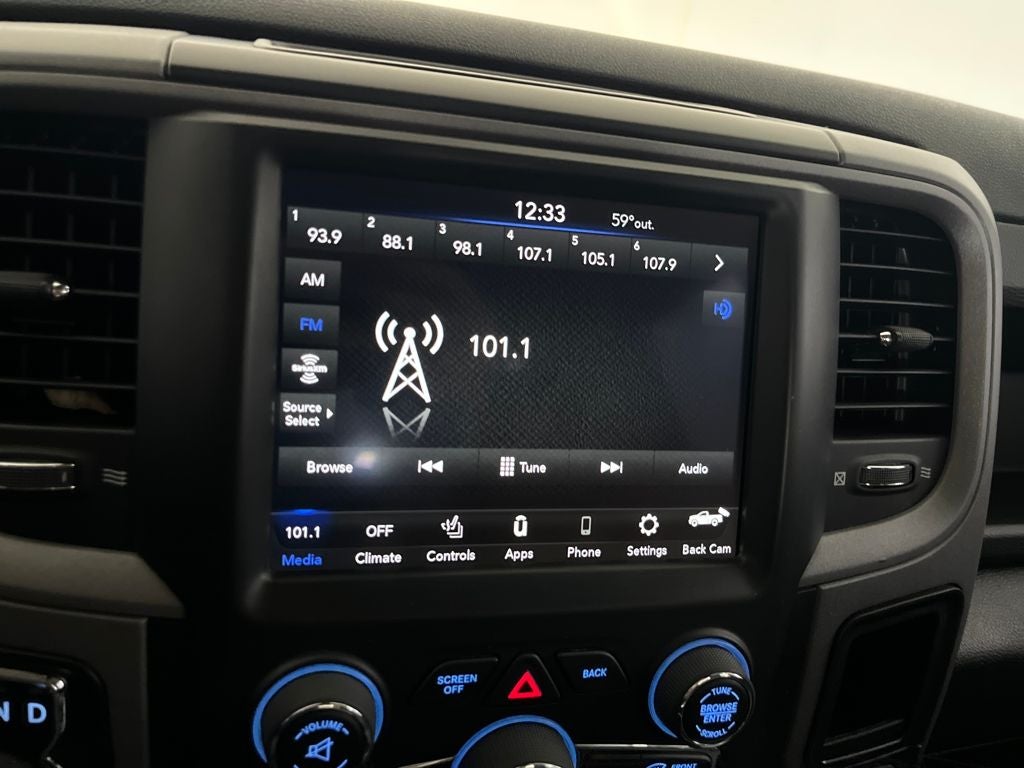 12:33 59°out.
1 2 3 4 5 6
93.9 88.1 98.1 107.1 105.1 107.9
AM
FM
HD
101.1
SiriusXM
Source
Select
Browse Tune Audio
101.1 OFF
Media Climate Controls Apps Phone Settings Back Cam
SCREEN
OFF
BACK
TUNE
BROWSE
ENTER
SCROLL
N D
VOLUME
FRONT